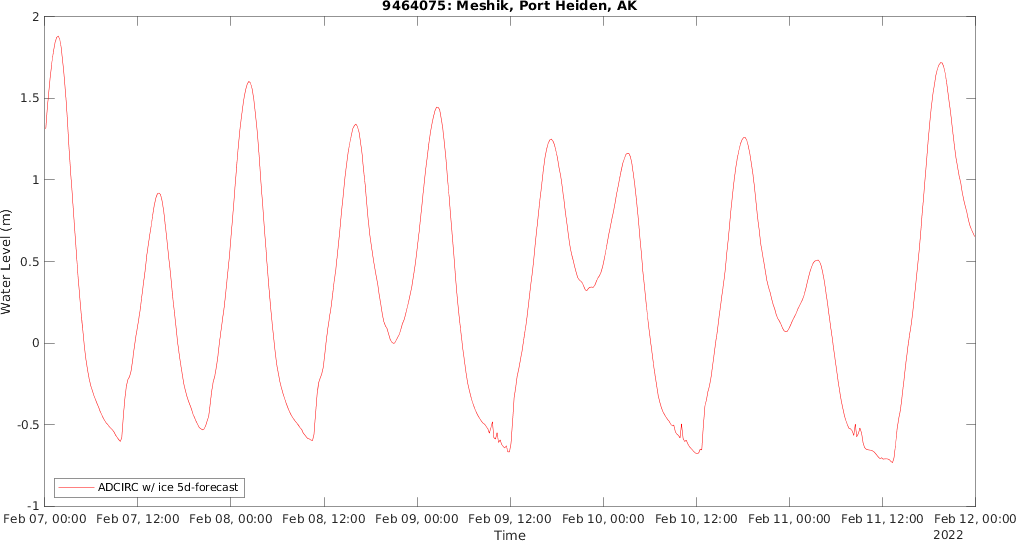 9464075: Meshik, Port Heiden, AK
2
1.5
1
0.5
0
-0.5
-1
Water Level (m)
ADCIRC w/ ice 5d-forecast
Feb 07, 00:00 Feb 07, 12:00 Feb 08, 00:00 Feb 08, 12:00 Feb 09, 00:00 Feb 09, 12:00 Feb 10, 00:00 Feb 10, 12:00 Feb 11, 00:00 Feb 11, 12:00 Feb 12, 00:00
Time
2022